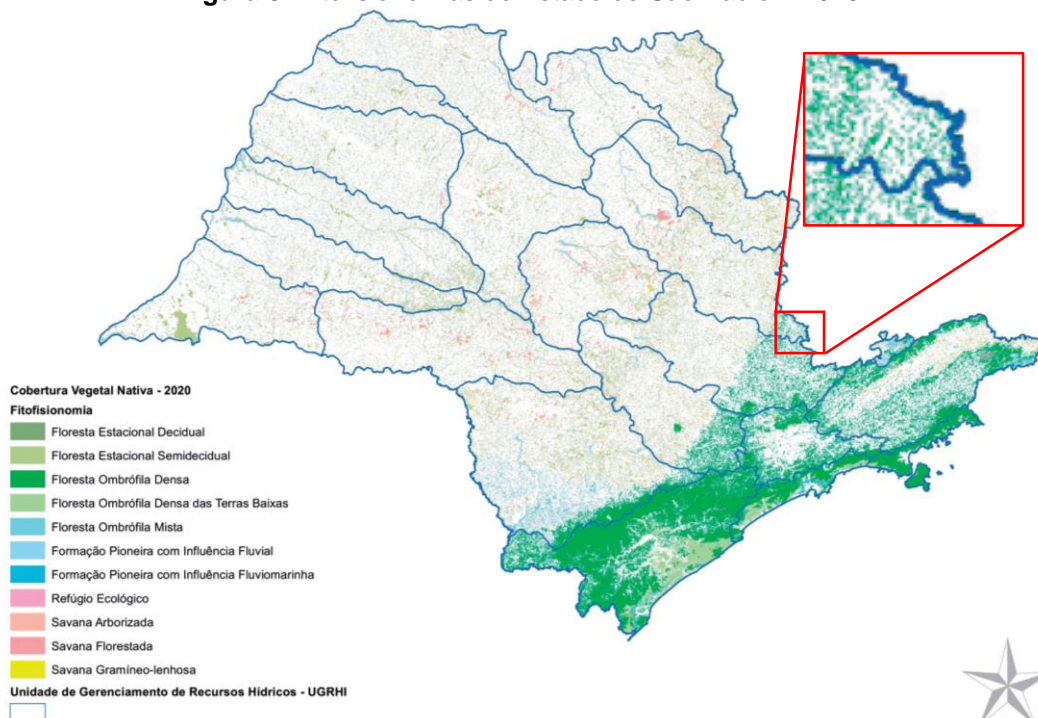 Cobertura Vegetal Nativa - 2020
Fitofisionomia
Floresta Estacional Decidual
Floresta Estacional Semidecidual
Floresta Ombrófila Densa
Floresta Ombrófila Densa das Terras Baixas
Floresta Ombrófila Mista
Formação Pioneira com Influência Fluvial
Formação Pioneira com Influência Fluviomarinha
Refúgio Ecológico
Savana Arborizada
Savana Florestada
Savana Gramíneo-lenhosa
Unidade de Gerenciamento de Recursos Hídricos - UGRHI